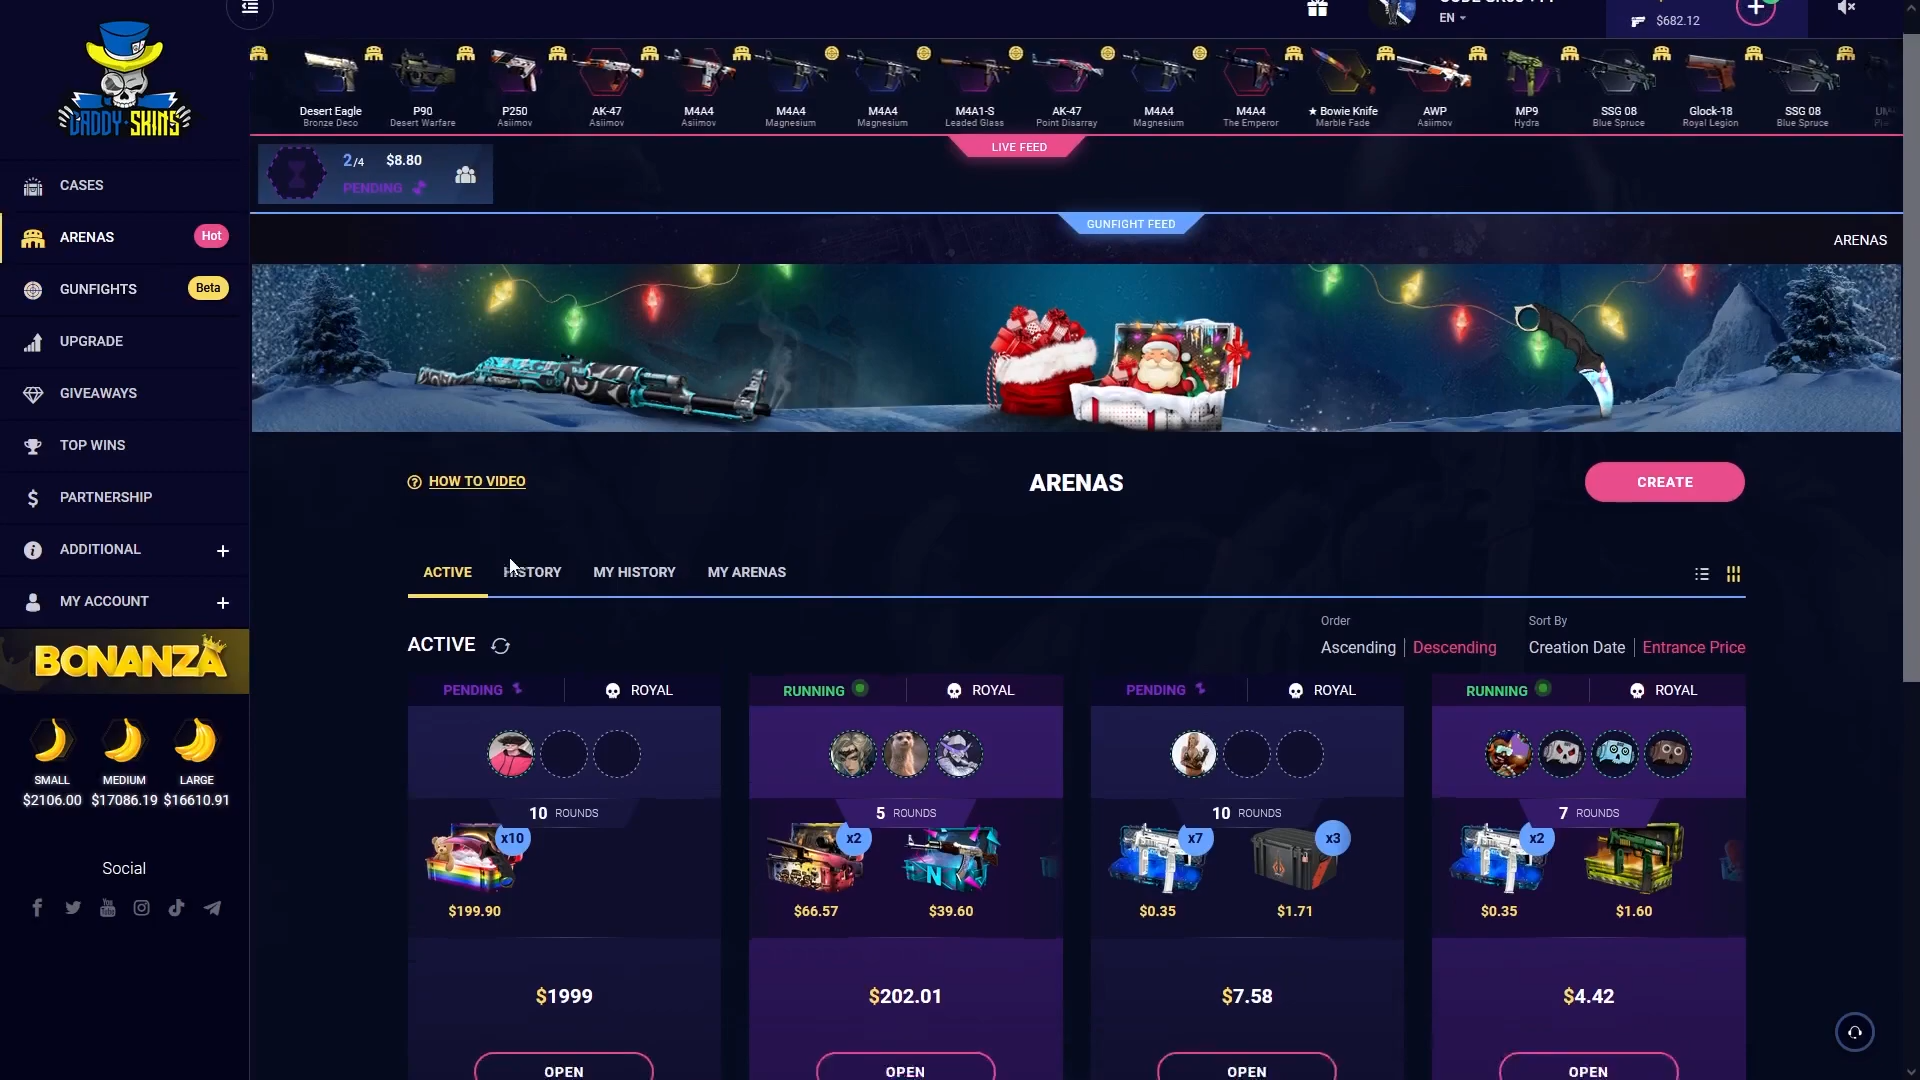 EN
$682.12
Desert Eagle
Bronze Deco
P90
Desert Warfare
P250
Asiimov
AK-47
Asiimov
M4A4
Asiimov
M4A4
Magnesium
M4A4
Magnesium
M4A1-S
Leaded Glass
AK-47
Point Disarray
M4A4
Magnesium
M4A4
The Emperor
★ Bowie Knife
Marble Fade
AWP
Asiimov
MP9
Hydra
SSG 08
Blue Spruce
Glock-18
Royal Legion
SSG 08
Blue Spruce
LIVE FEED
2/4 $8.80
PENDING
GUNFIGHT FEED
ARENAS
DADDY SKINS
CASES
ARENAS Hot
GUNFIGHTS Beta
UPGRADE
GIVEAWAYS
TOP WINS
PARTNERSHIP
ADDITIONAL +
MY ACCOUNT +
BONANZA
SMALL MEDIUM LARGE
$2106.00 $17086.19 $16610.91
Social
HOW TO VIDEO
ARENAS
CREATE
ACTIVE HISTORY MY HISTORY MY ARENAS
Order
Ascending | Descending
Sort By
Creation Date | Entrance Price
ACTIVE
PENDING ROYAL
10 ROUNDS
x10
$199.90
$1999
OPEN
RUNNING ROYAL
5 ROUNDS
x2
N
$66.57 $39.60
$202.01
OPEN
PENDING ROYAL
10 ROUNDS
x7 x3
$0.35 $1.71
$7.58
OPEN
RUNNING ROYAL
7 ROUNDS
x2
$0.35 $1.60
$4.42
OPEN